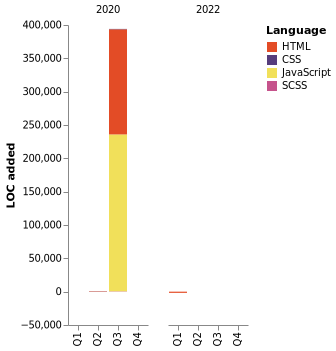 2020
2022
Language
HTML
CSS
JavaScript
SCSS
LOC added
400,000
350,000
300,000
250,000
200,000
150,000
100,000
50,000
0
−50,000
Q1
Q2
Q3
Q4
Q1
Q2
Q3
Q4